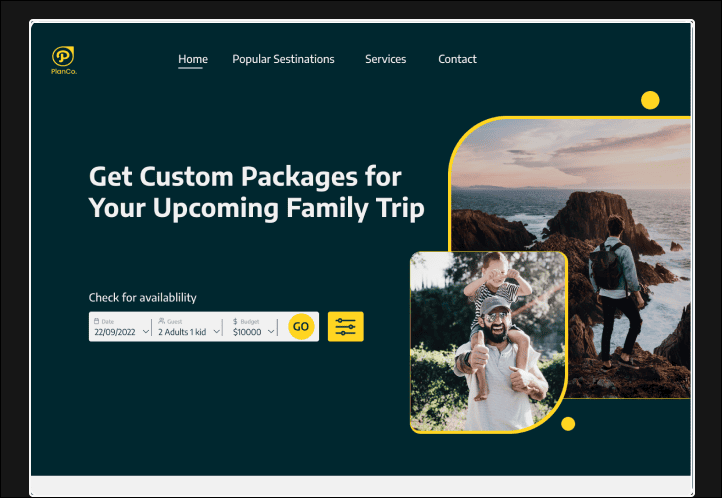 PlanCo.
Home Popular Sestinations Services Contact
Get Custom Packages for
Your Upcoming Family Trip
Check for availablility
Date Guest $ Budget
22/09/2022 2 Adults 1 kid $10000 GO